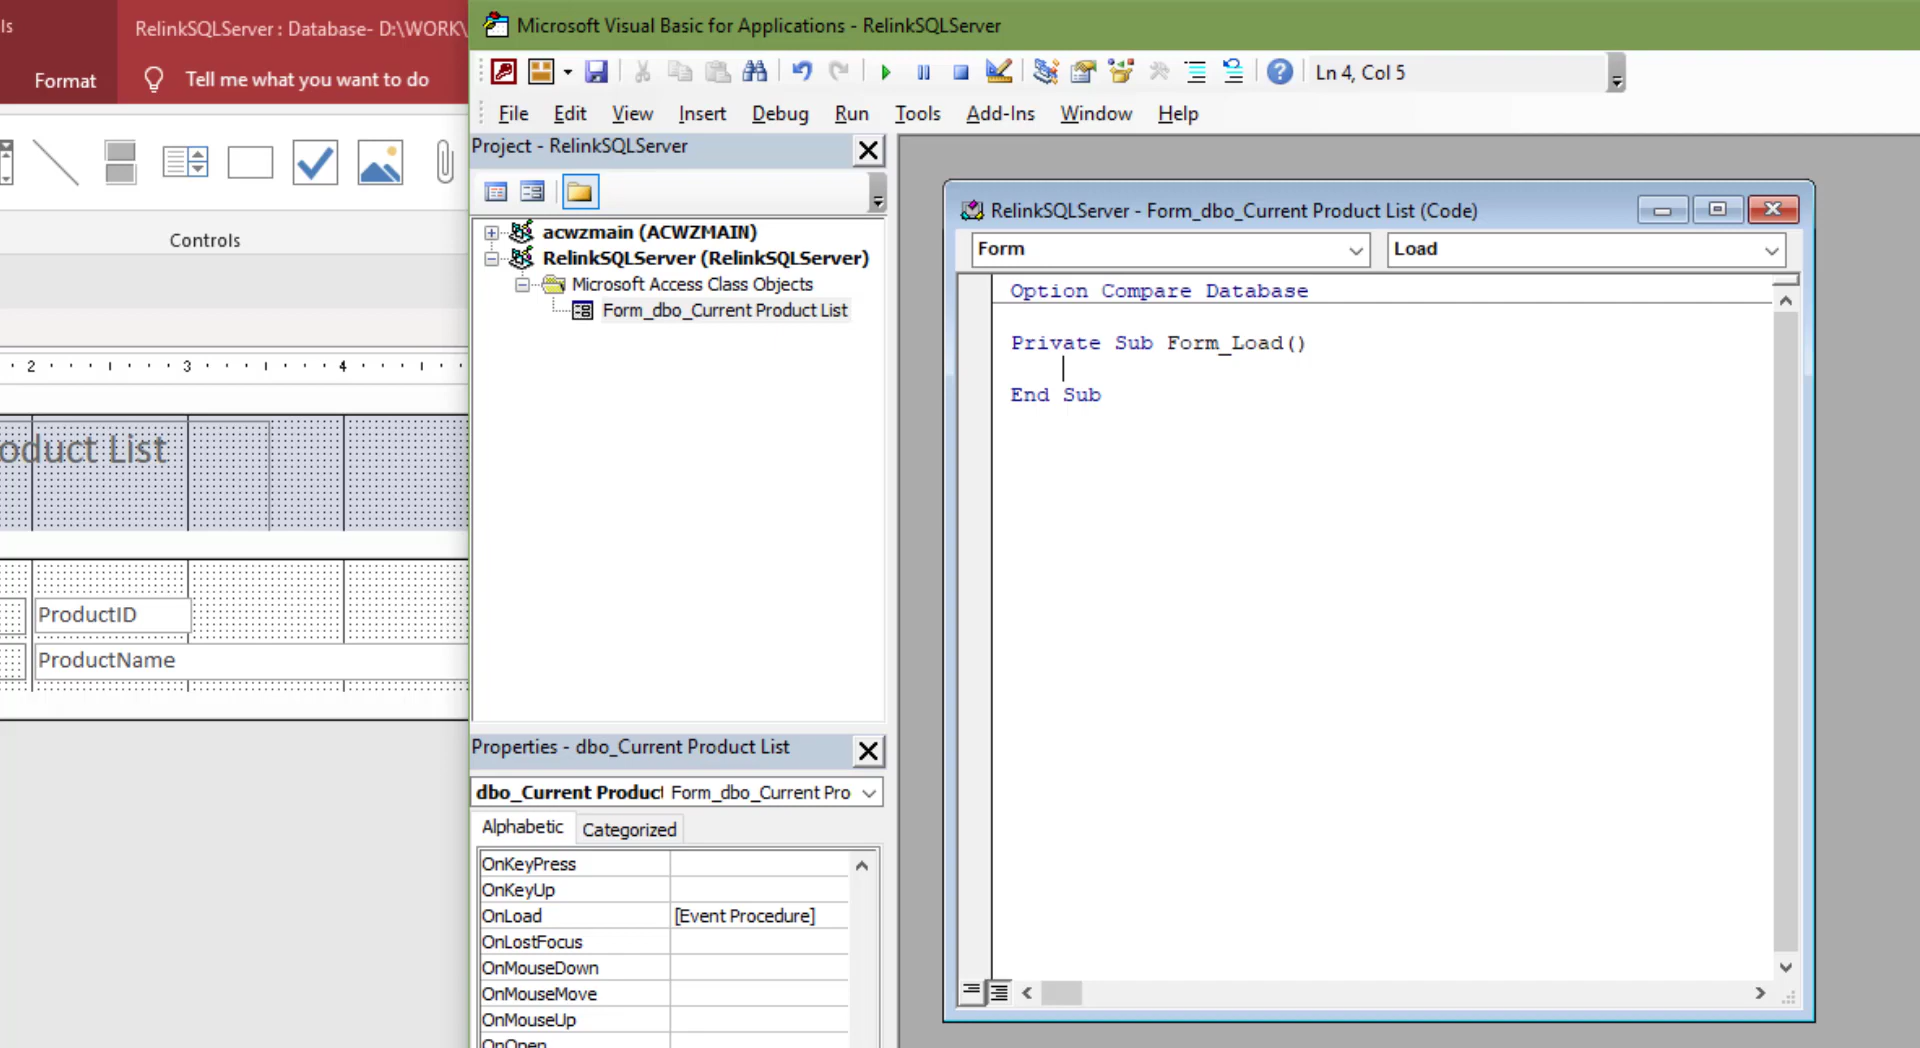 ls
RelinkSQLServer : Database- D:\WORK\
Format
Tell me what you want to do
Controls
2 3 4
oduct List
ProductID
ProductName
Microsoft Visual Basic for Applications - RelinkSQLServer
Ln 4, Col 5
File Edit View Insert Debug Run Tools Add-Ins Window Help
Project - RelinkSQLServer
acwzmain (ACWZMAIN)
RelinkSQLServer (RelinkSQLServer)
Microsoft Access Class Objects
Form_dbo_Current Product List
Properties - dbo_Current Product List
dbo_Current Product Form_dbo_Current Pro
Alphabetic Categorized
OnKeyPress
OnKeyUp
OnLoad [Event Procedure]
OnLostFocus
OnMouseDown
OnMouseMove
OnMouseUp
OnOpen
RelinkSQLServer - Form_dbo_Current Product List (Code)
Form Load
Option Compare Database
Private Sub Form_Load()
End Sub